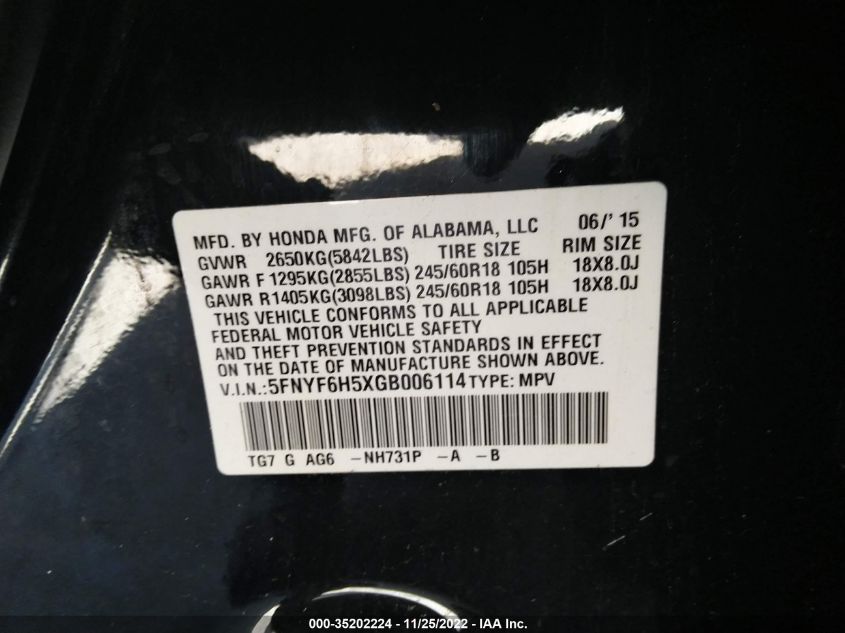 MFD. BY HONDA MFG. OF ALABAMA, LLC 06/' 15
GVWR 2650KG(5842LBS) TIRE SIZE RIM SIZE
GAWR F 1295KG(2855LBS) 245/60R18 105H 18X8.0J
GAWR R1405KG(3098LBS) 245/60R18 105H 18X8.0J
THIS VEHICLE CONFORMS TO ALL APPLICABLE
FEDERAL MOTOR VEHICLE SAFETY
AND THEFT PREVENTION STANDARDS IN EFFECT
ON THE DATE OF MANUFACTURE SHOWN ABOVE.
V.I.N.:5FNYF6H5XGB006114 TYPE: MPV
TG7 G AG6 -NH731P -A -B
000-35202224 - 11/25/2022 - IAA Inc.